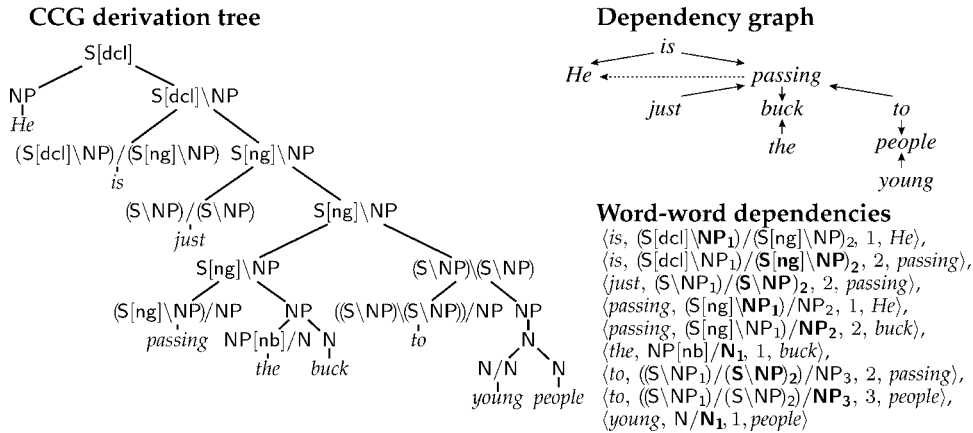 CCG derivation tree
S[dcl]
NP S[dcl]\NP
He
(S[dcl]\NP)/(S[ng]\NP) S[ng]\NP
is
(S\NP)/(S\NP) S[ng]\NP
just
S[ng]\NP (S\NP)\(S\NP)
(S[ng]\NP)/NP NP ((S\NP)\(S\NP))/NP NP
passing NP[nb]/N N to N
the buck N/N N
young people
Dependency graph
is
He passing
just buck to
the people
young
Word-word dependencies
⟨is, (S[dcl]\NP₁)/(S[ng]\NP)₂, 1, He⟩,
⟨is, (S[dcl]\NP₁)/(S[ng]\NP)₂, 2, passing⟩,
⟨just, (S\NP₁)/(S\NP)₂, 2, passing⟩,
⟨passing, (S[ng]\NP₁)/NP₂, 1, He⟩,
⟨passing, (S[ng]\NP₁)/NP₂, 2, buck⟩,
⟨the, NP[nb]/N₁, 1, buck⟩,
⟨to, ((S\NP₁)/(S\NP)₂)/NP₃, 2, passing⟩,
⟨to, ((S\NP₁)/(S\NP)₂)/NP₃, 3, people⟩,
⟨young, N/N₁, 1, people⟩